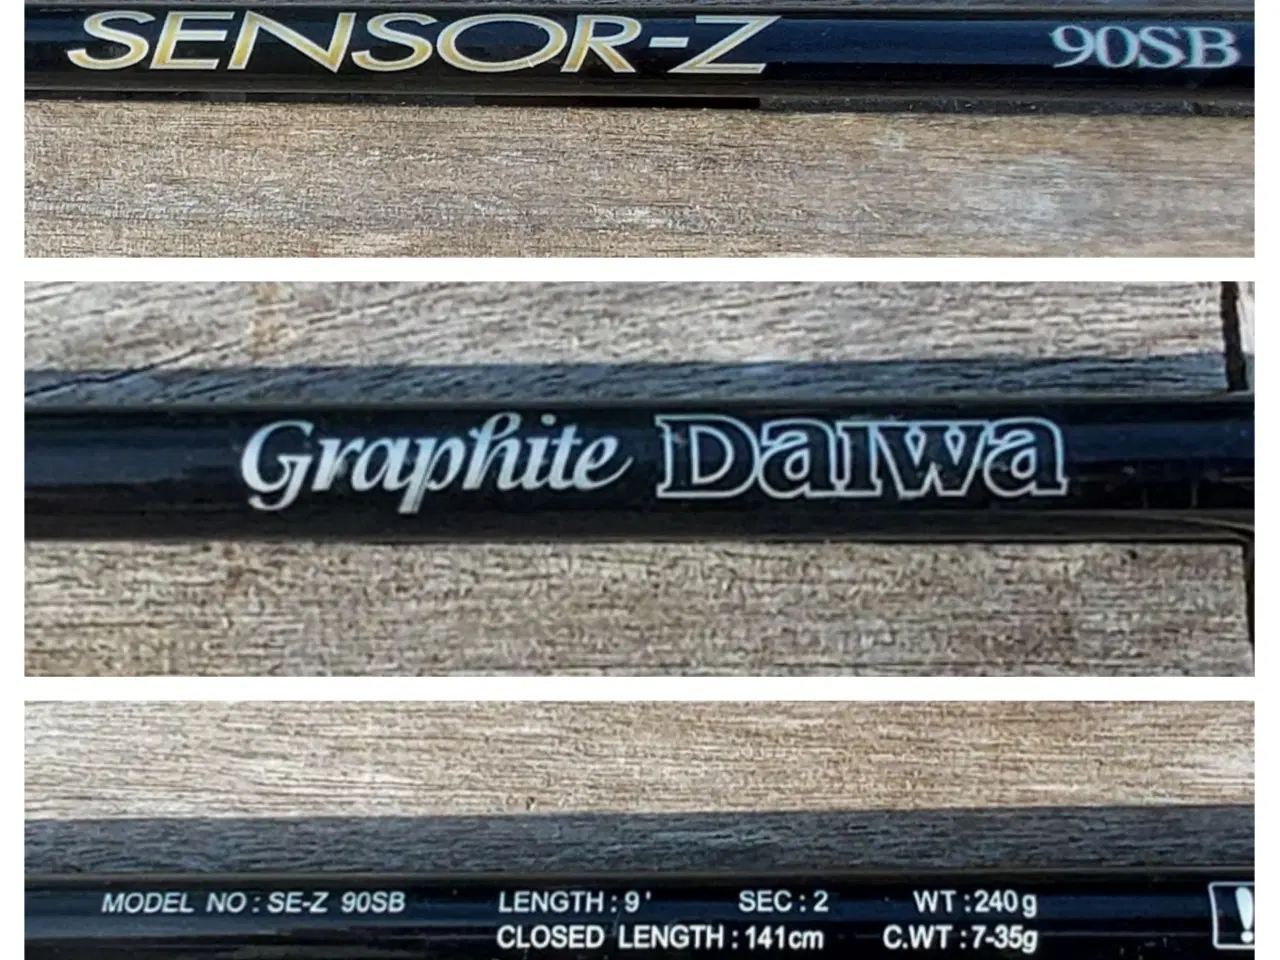 SENSOR-Z 90SB
Graphite Daiwa
MODEL NO : SE-Z 90SB LENGTH : 9' SEC : 2 WT : 240g
CLOSED LENGTH : 141cm C.WT : 7-35g
!